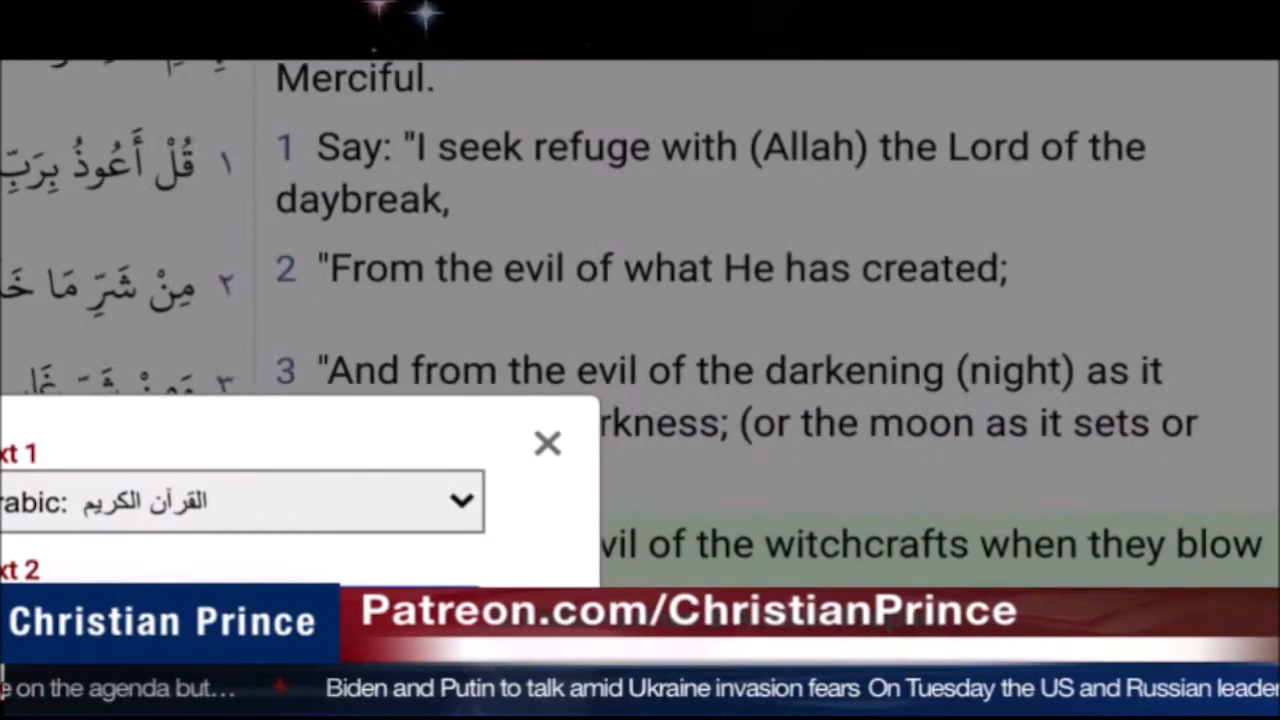 Merciful.
قُلْ أَعُوذُ بِرَبِّ ١
1 Say: "I seek refuge with (Allah) the Lord of the
daybreak,
مِنْ شَرِّ مَا ٢
2 "From the evil of what He has created;
٣
3 "And from the evil of the darkening (night) as it
rkness; (or the moon as it sets or
vil of the witchcrafts when they blow
xt 1
rabic: القرآن الكريم
xt 2
Christian Prince
Patreon.com/ChristianPrince
e on the agenda but... Biden and Putin to talk amid Ukraine invasion fears On Tuesday the US and Russian leader